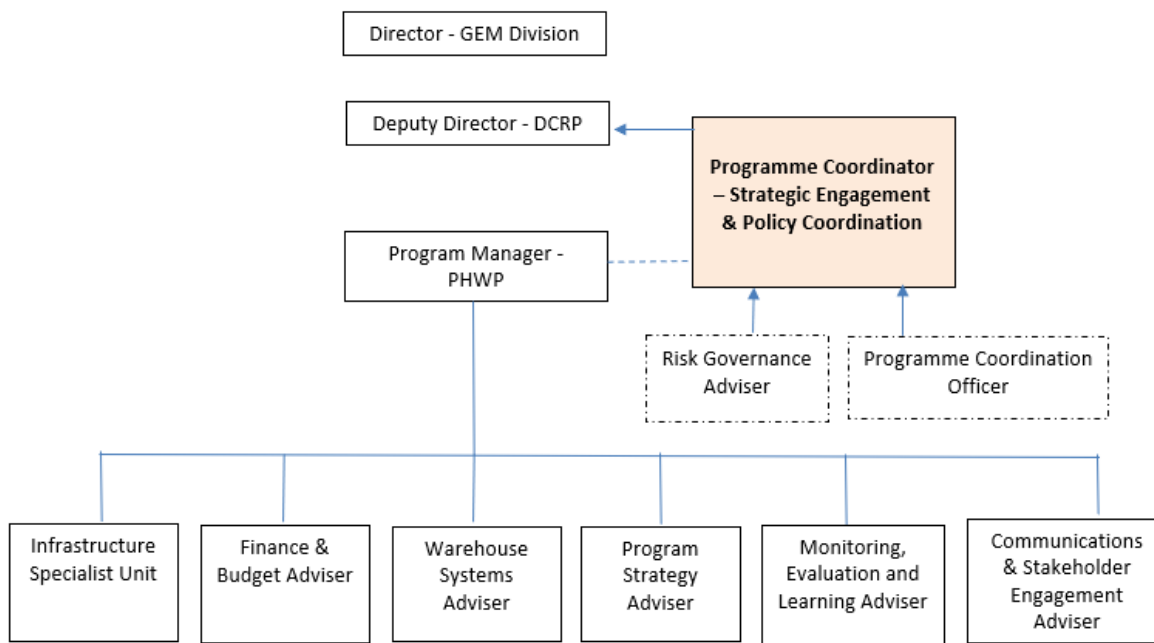 Director - GEM Division
Deputy Director - DCRP
Programme Coordinator
– Strategic Engagement
& Policy Coordination
Program Manager -
PHWP
Risk Governance
Adviser
Programme Coordination
Officer
Infrastructure
Specialist Unit
Finance &
Budget Adviser
Warehouse
Systems
Adviser
Program
Strategy
Adviser
Monitoring,
Evaluation and
Learning Adviser
Communications
& Stakeholder
Engagement
Adviser